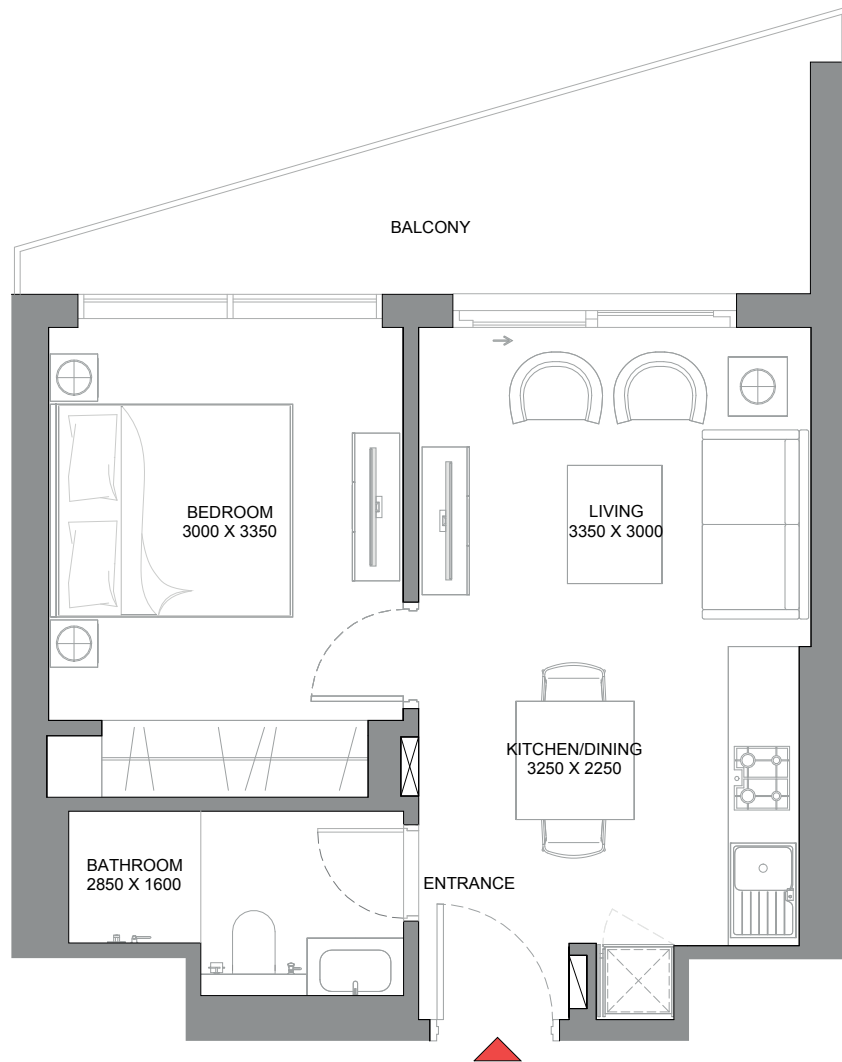 BALCONY
BEDROOM
3000 X 3350
LIVING
3350 X 3000
KITCHEN/DINING
3250 X 2250
BATHROOM
2850 X 1600
ENTRANCE